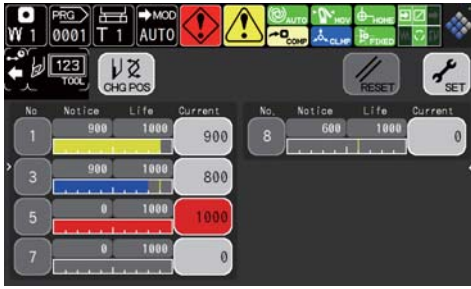 PRG
MOD
AUTO
MOV
HOME
W 1
0001
T 1
AUTO
COMP
CLMP
FIXED
123
TOOL
CHG POS
RESET
SET
No Notice Life Current
No. Notice Life Current
1 900 1000 900
8 600 1000 0
3 900 1000 800
5 0 1000 1000
7 0 1000 0